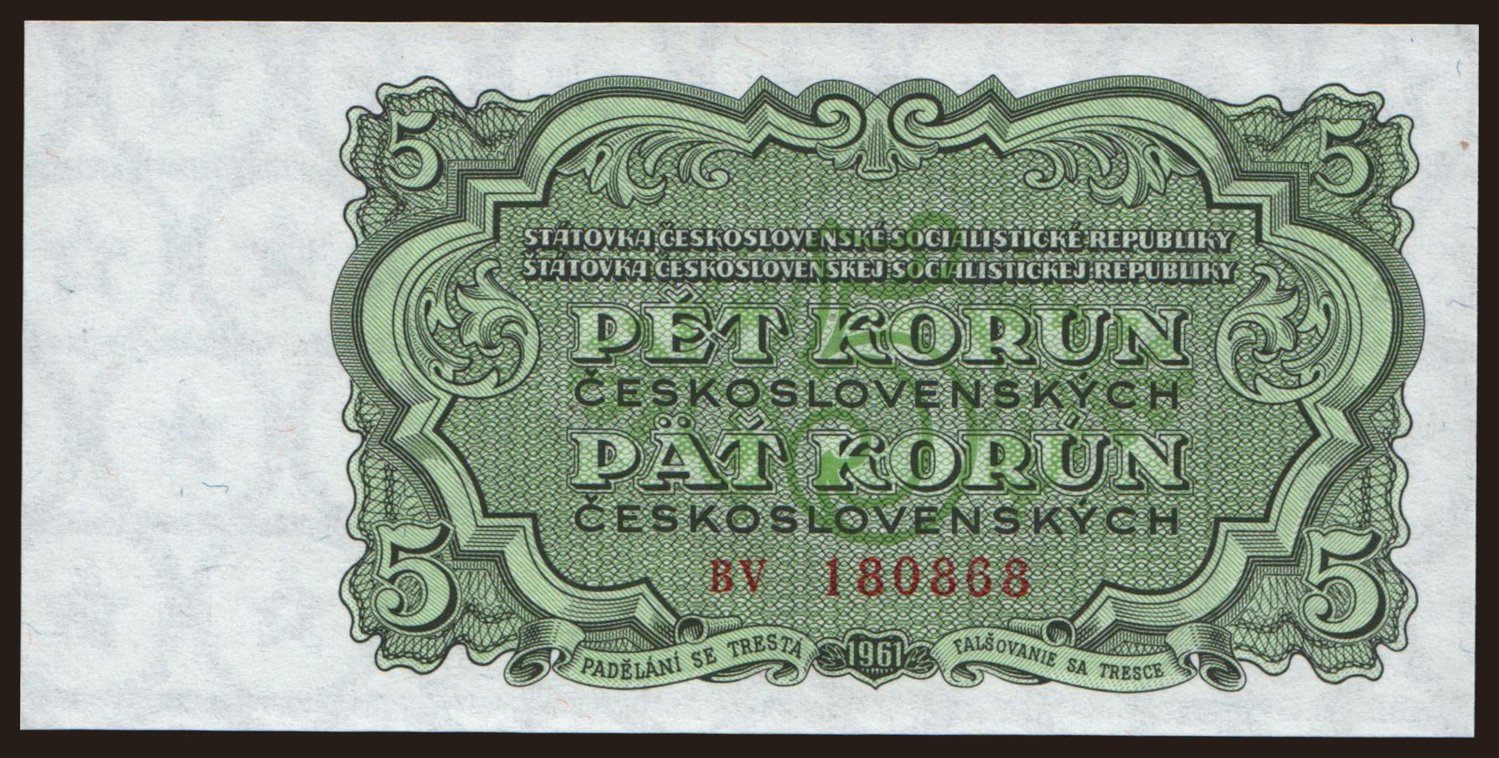 5 5
STÁTOVKA ČESKOSLOVENSKÉ SOCIALISTICKÉ REPUBLIKY
ŠTÁTOVKA ČESKOSLOVENSKEJ SOCIALISTICKEJ REPUBLIKY
PĚT KORUN
ČESKOSLOVENSKÝCH
PÄŤ KORÚN
ČESKOSLOVENSKÝCH
5 BV 180868 5
PADĚLÁNÍ SE TRESTÁ 1961 FALŠOVANIE SA TRESCE